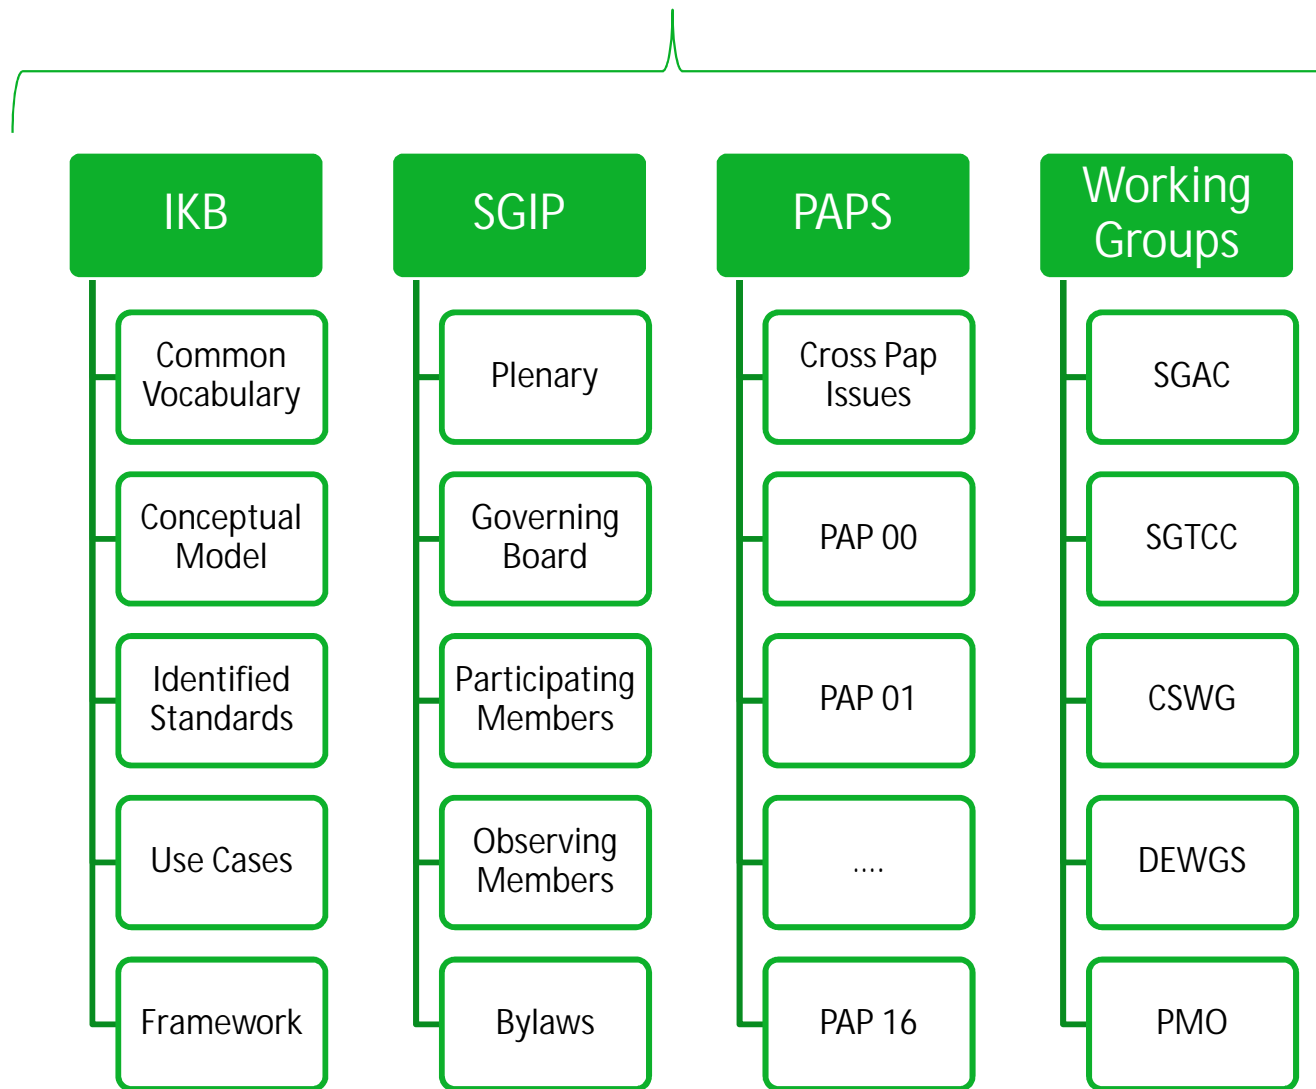 IKB
Common
Vocabulary
Conceptual
Model
Identified
Standards
Use Cases
Framework
SGIP
Plenary
Governing
Board
Participating
Members
Observing
Members
Bylaws
PAPS
Cross Pap
Issues
PAP 00
PAP 01
....
PAP 16
Working
Groups
SGAC
SGTCC
CSWG
DEWGS
PMO